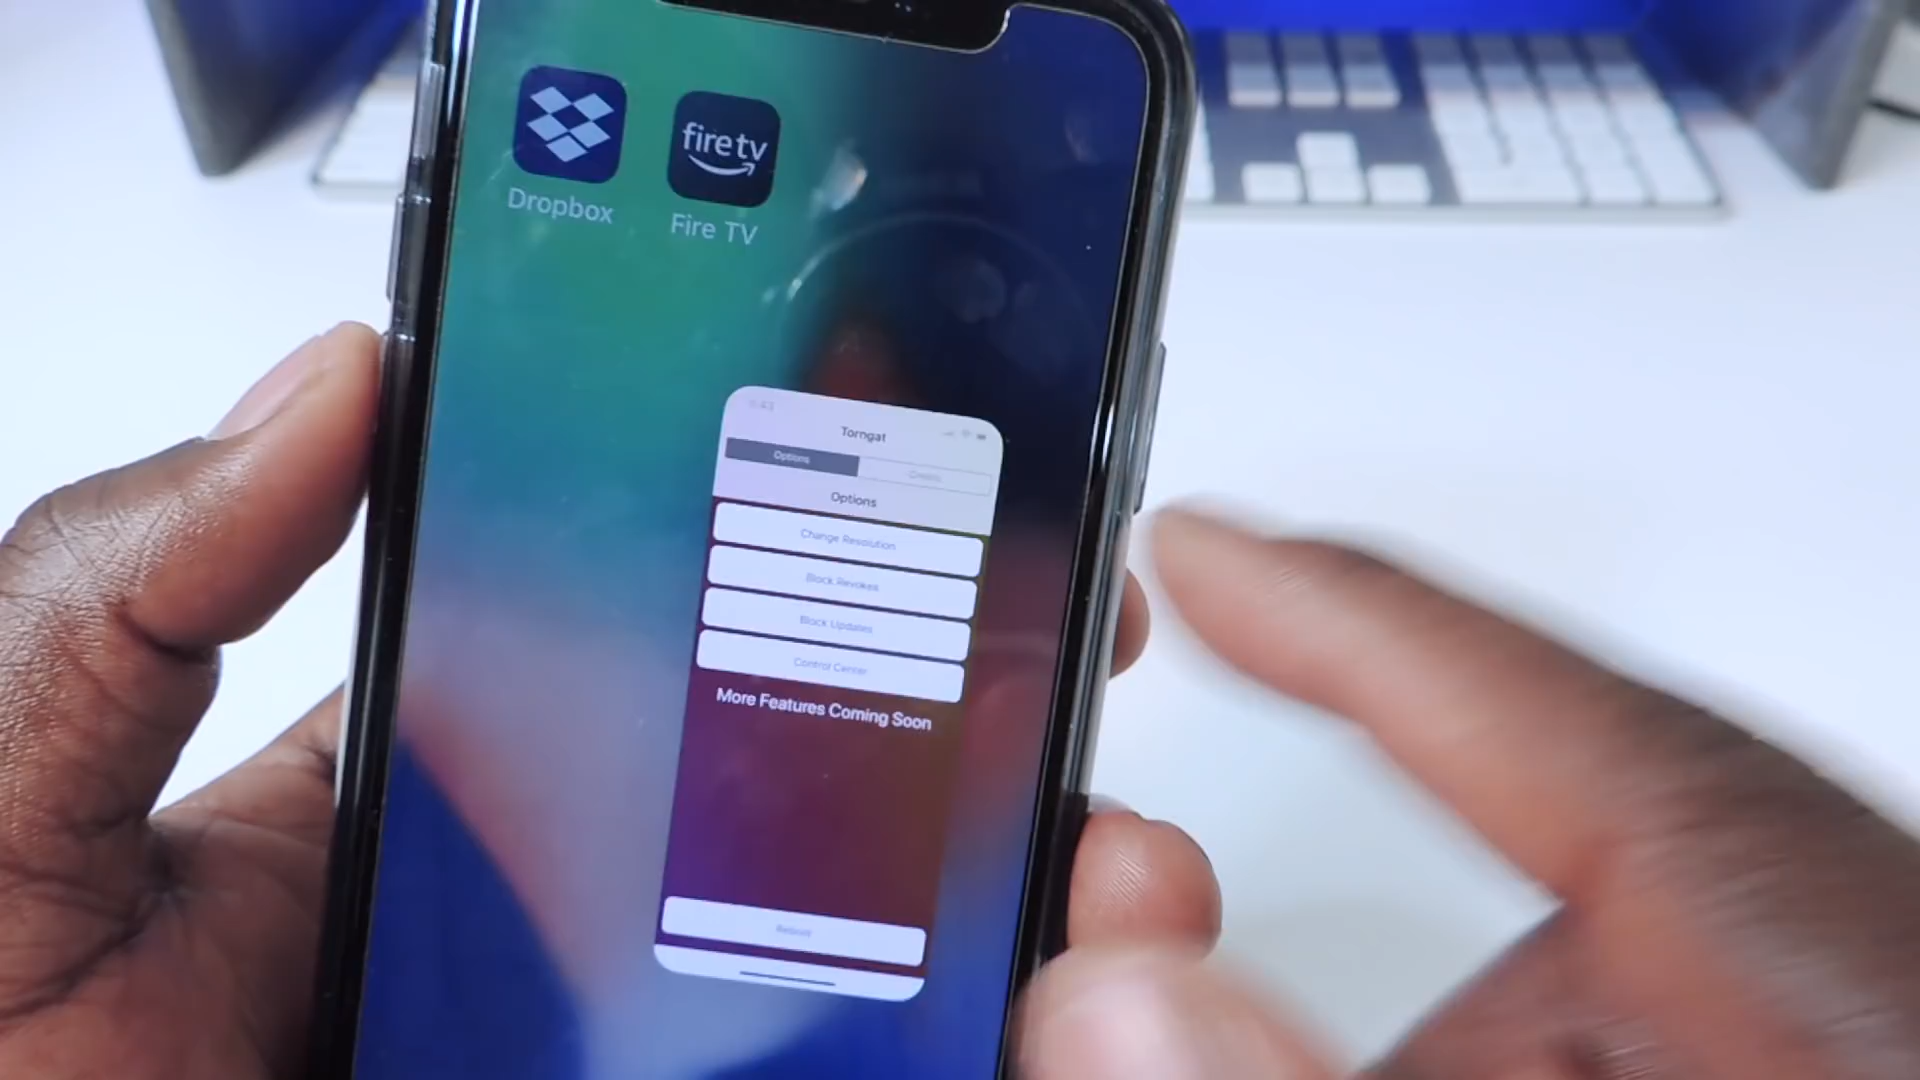 fire tv
Dropbox
Fire TV
Torngat
Options
Credits
Options
Change Resolution
Block Revokes
Block Updates
Control Center
More Features Coming Soon